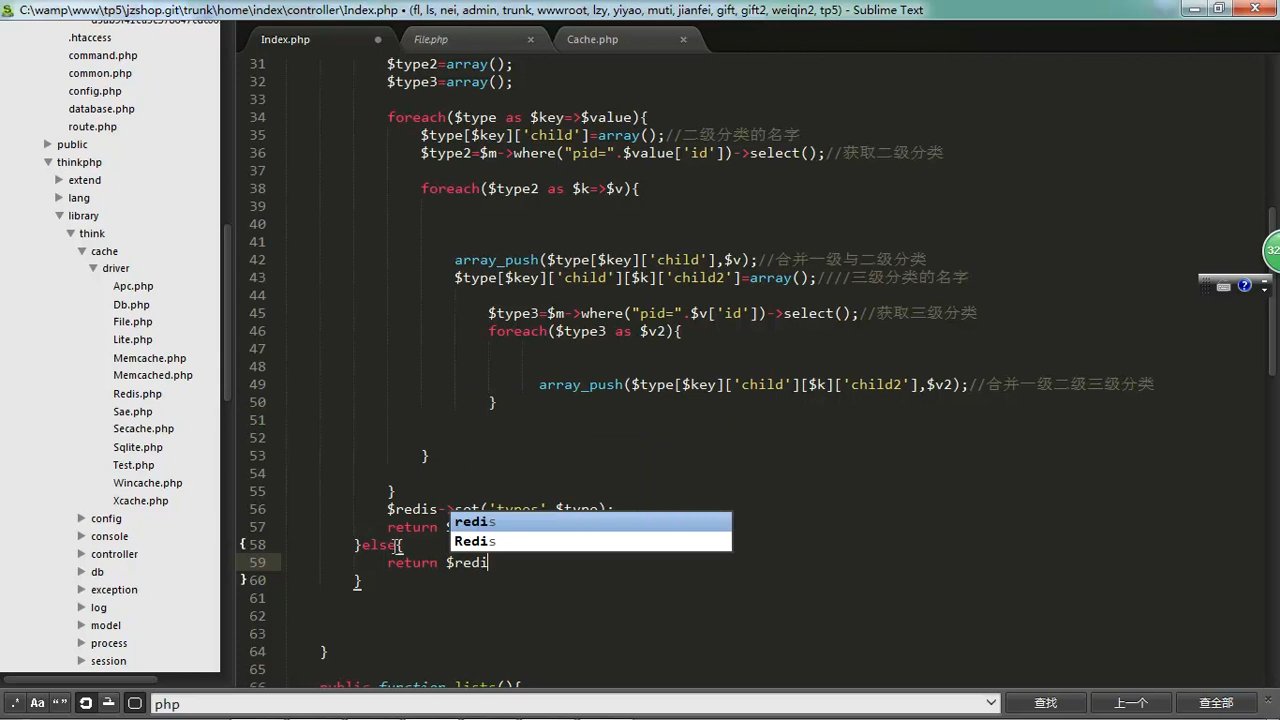 C:\wamp\www\tp5\jzshop.git\trunk\home\index\controller\Index.php • (fl, ls, nei, admin, trunk, wwwroot, lzy, yiyao, muti, jianfei, gift, gift2, weiqin2, tp5) - Sublime Text
Index.php
File.php
Cache.php
.htaccess
command.php
common.php
config.php
database.php
route.php
public
thinkphp
extend
lang
library
think
cache
driver
Apc.php
Db.php
File.php
Lite.php
Memcache.php
Memcached.php
Redis.php
Sae.php
Secache.php
Sqlite.php
Test.php
Wincache.php
Xcache.php
config
console
controller
db
exception
log
model
process
session
31 $type2=array();
32 $type3=array();
33
34 foreach($type as $key=>$value){
35 $type[$key]['child']=array();//二级分类的名字
36 $type2=$m->where("pid=".$value['id'])->select();//获取二级分类
37
38 foreach($type2 as $k=>$v){
39
40
41
42 array_push($type[$key]['child'],$v);//合并一级与二级分类
43 $type[$key]['child'][$k]['child2']=array();////三级分类的名字
44
45 $type3=$m->where("pid=".$v['id'])->select();//获取三级分类
46 foreach($type3 as $v2){
47
48
49 array_push($type[$key]['child'][$k]['child2'],$v2);//合并一级二级三级分类
50 }
51
52
53 }
54
55 }
56 $redis->set('types',$type);
57 return $
redis
Redis
58 }else{
59 return $redi
60 }
61
62
63
64 }
65
66 public function lists(){
32
.*
Aa
“ ”
php
查找
上一个
查全部